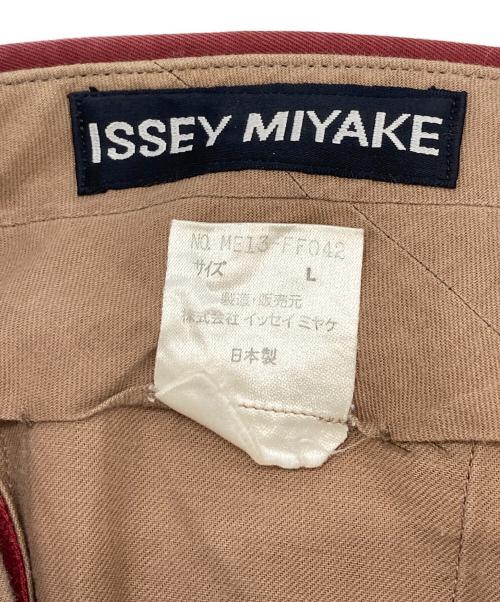 ISSEY MIYAKE
NO. ME13-FF042
サイズ L
製造・販売元
株式会社 イッセイ ミヤケ
日本製